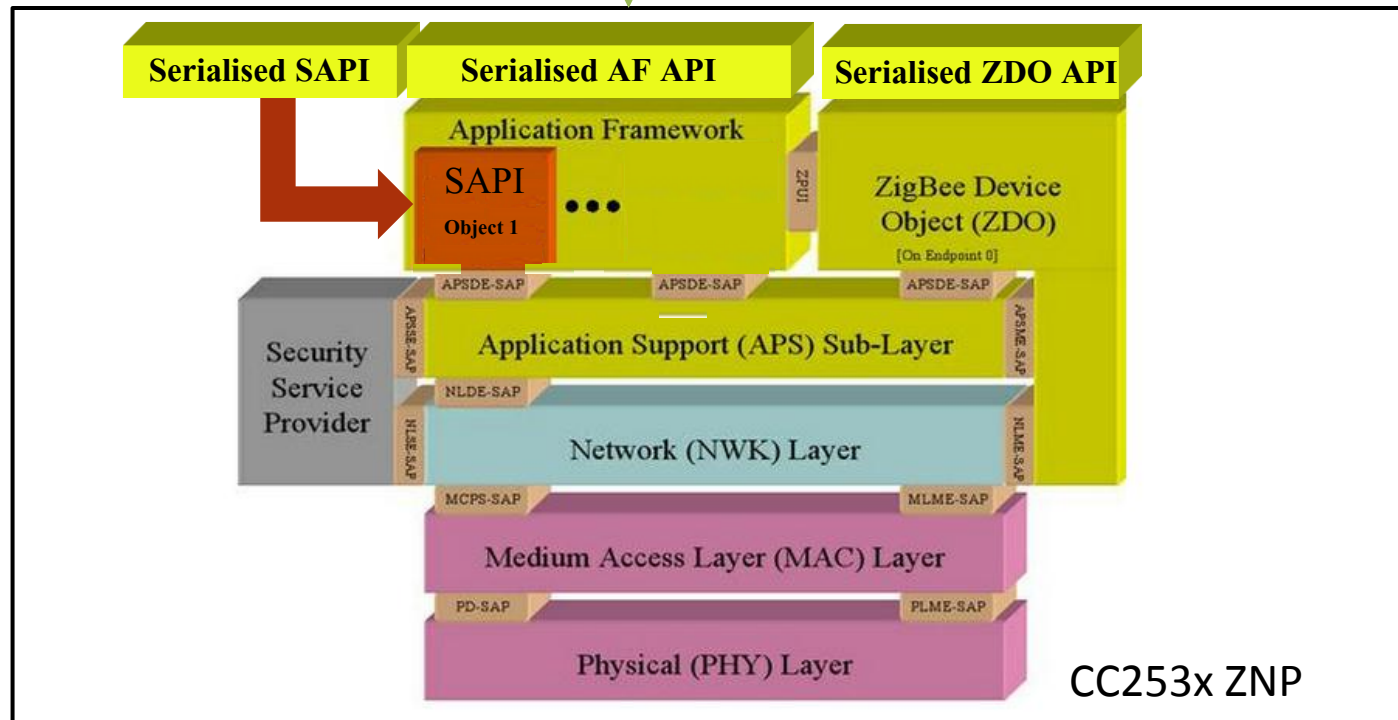 Serialised SAPI
Serialised AF API
Serialised ZDO API
Application Framework
SAPI
Object 1
ZPUI
ZigBee Device
Object (ZDO)
[On Endpoint 0]
APSDE-SAP
APSDE-SAP
APSDE-SAP
Security
Service
Provider
APSSE-SAP
Application Support (APS) Sub-Layer
APSME-SAP
NLDE-SAP
NLSE-SAP
Network (NWK) Layer
NLME-SAP
MCPS-SAP
MLME-SAP
Medium Access Layer (MAC) Layer
PD-SAP
PLME-SAP
Physical (PHY) Layer
CC253x ZNP